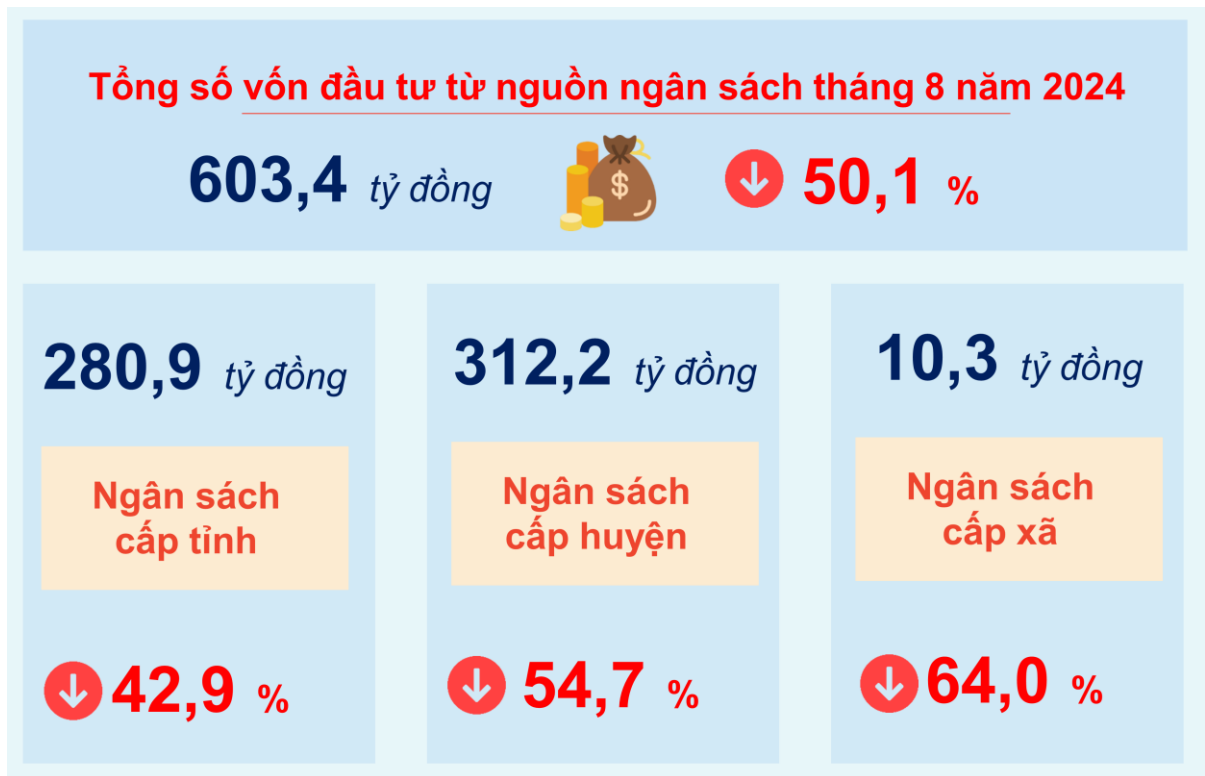 Tổng số vốn đầu tư từ nguồn ngân sách tháng 8 năm 2024
603,4 tỷ đồng
$
50,1 %
280,9 tỷ đồng
Ngân sách
cấp tỉnh
42,9 %
312,2 tỷ đồng
Ngân sách
cấp huyện
54,7 %
10,3 tỷ đồng
Ngân sách
cấp xã
64,0 %